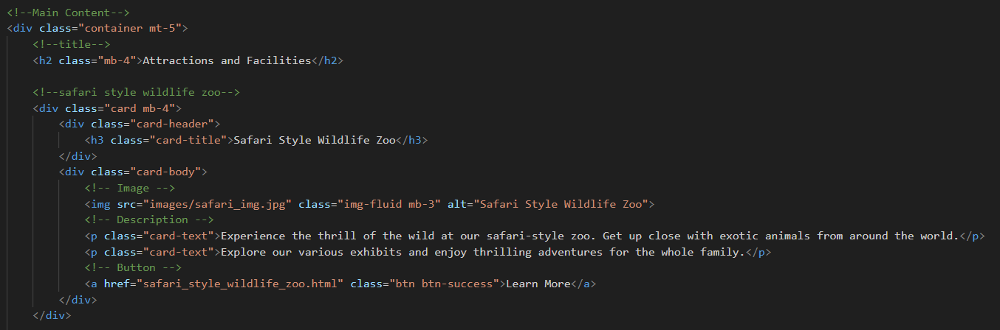 <!--Main Content-->
<div class="container mt-5">
    <!--title-->
    <h2 class="mb-4">Attractions and Facilities</h2>

    <!--safari style wildlife zoo-->
    <div class="card mb-4">
        <div class="card-header">
            <h3 class="card-title">Safari Style Wildlife Zoo</h3>
        </div>
        <div class="card-body">
            <!-- Image -->
            <img src="images/safari_img.jpg" class="img-fluid mb-3" alt="Safari Style Wildlife Zoo">
            <!-- Description -->
            <p class="card-text">Experience the thrill of the wild at our safari-style zoo. Get up close with exotic animals from around the world.</p>
            <p class="card-text">Explore our various exhibits and enjoy thrilling adventures for the whole family.</p>
            <!-- Button -->
            <a href="safari_style_wildlife_zoo.html" class="btn btn-success">Learn More</a>
        </div>
    </div>